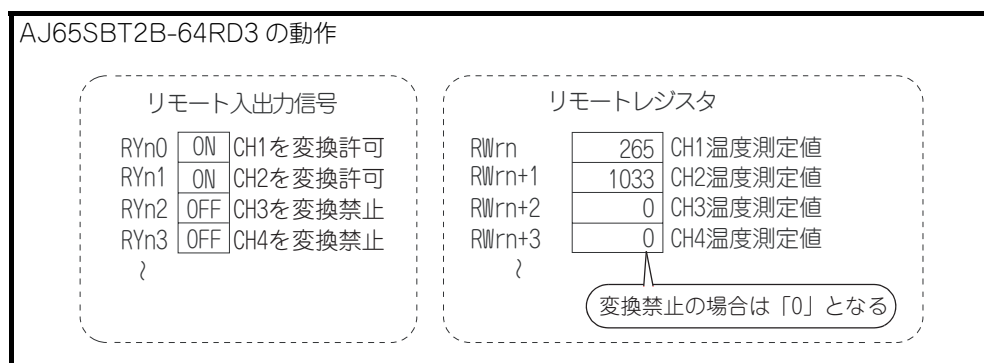 AJ65SBT2B-64RD3 の動作
リモート入出力信号
RYn0 ON CH1を変換許可
RYn1 ON CH2を変換許可
RYn2 OFF CH3を変換禁止
RYn3 OFF CH4を変換禁止
~
リモートレジスタ
RWrn 265 CH1温度測定値
RWrn+1 1033 CH2温度測定値
RWrn+2 0 CH3温度測定値
RWrn+3 0 CH4温度測定値
~
変換禁止の場合は「0」となる